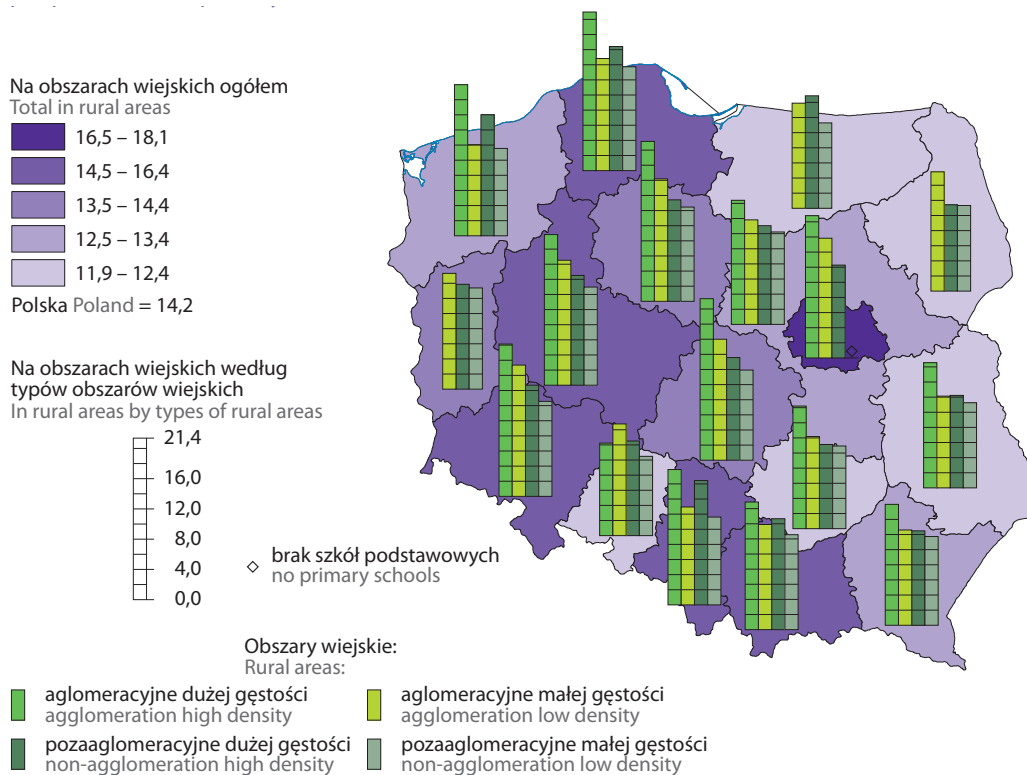 Na obszarach wiejskich ogółem
Total in rural areas
16,5 – 18,1
14,5 – 16,4
13,5 – 14,4
12,5 – 13,4
11,9 – 12,4
Polska Poland = 14,2
Na obszarach wiejskich według
typów obszarów wiejskich
In rural areas by types of rural areas
21,4
16,0
12,0
8,0
4,0
0,0
brak szkół podstawowych
no primary schools
Obszary wiejskie:
Rural areas:
aglomeracyjne dużej gęstości
agglomeration high density
aglomeracyjne małej gęstości
agglomeration low density
pozaaglomeracyjne dużej gęstości
non-agglomeration high density
pozaaglomeracyjne małej gęstości
non-agglomeration low density